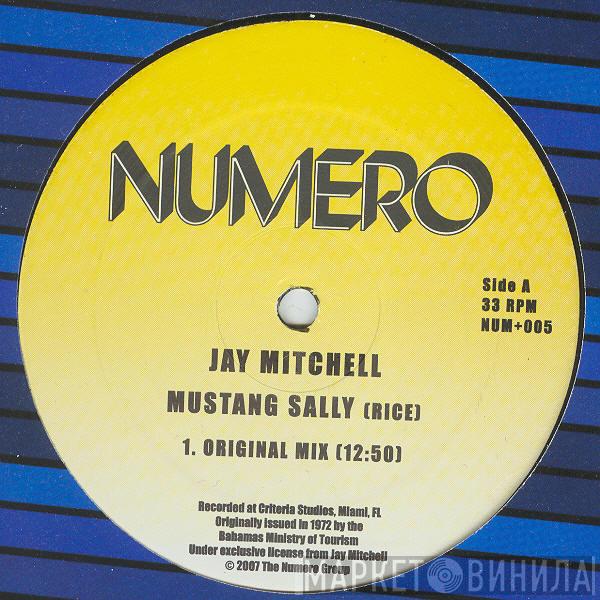 NUMERO
Side A
33 RPM
NUM+005
JAY MITCHELL
MUSTANG SALLY (RICE)
1. ORIGINAL MIX (12:50)
Recorded at Criteria Studios, Miami, FL
Originally issued in 1972 by the
Bahamas Ministry of Tourism
Under exclusive license from Jay Mitchell
© 2007 The Numero Group
МАРКЕТ ВИНИЛА